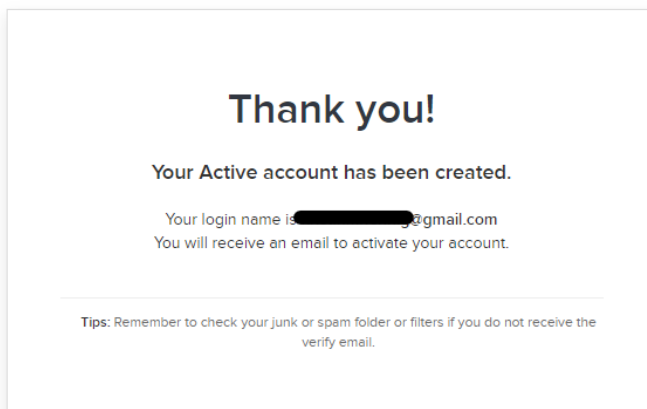 Thank you!
Your Active account has been created.
Your login name is @gmail.com
You will receive an email to activate your account.
Tips: Remember to check your junk or spam folder or filters if you do not receive the
verify email.